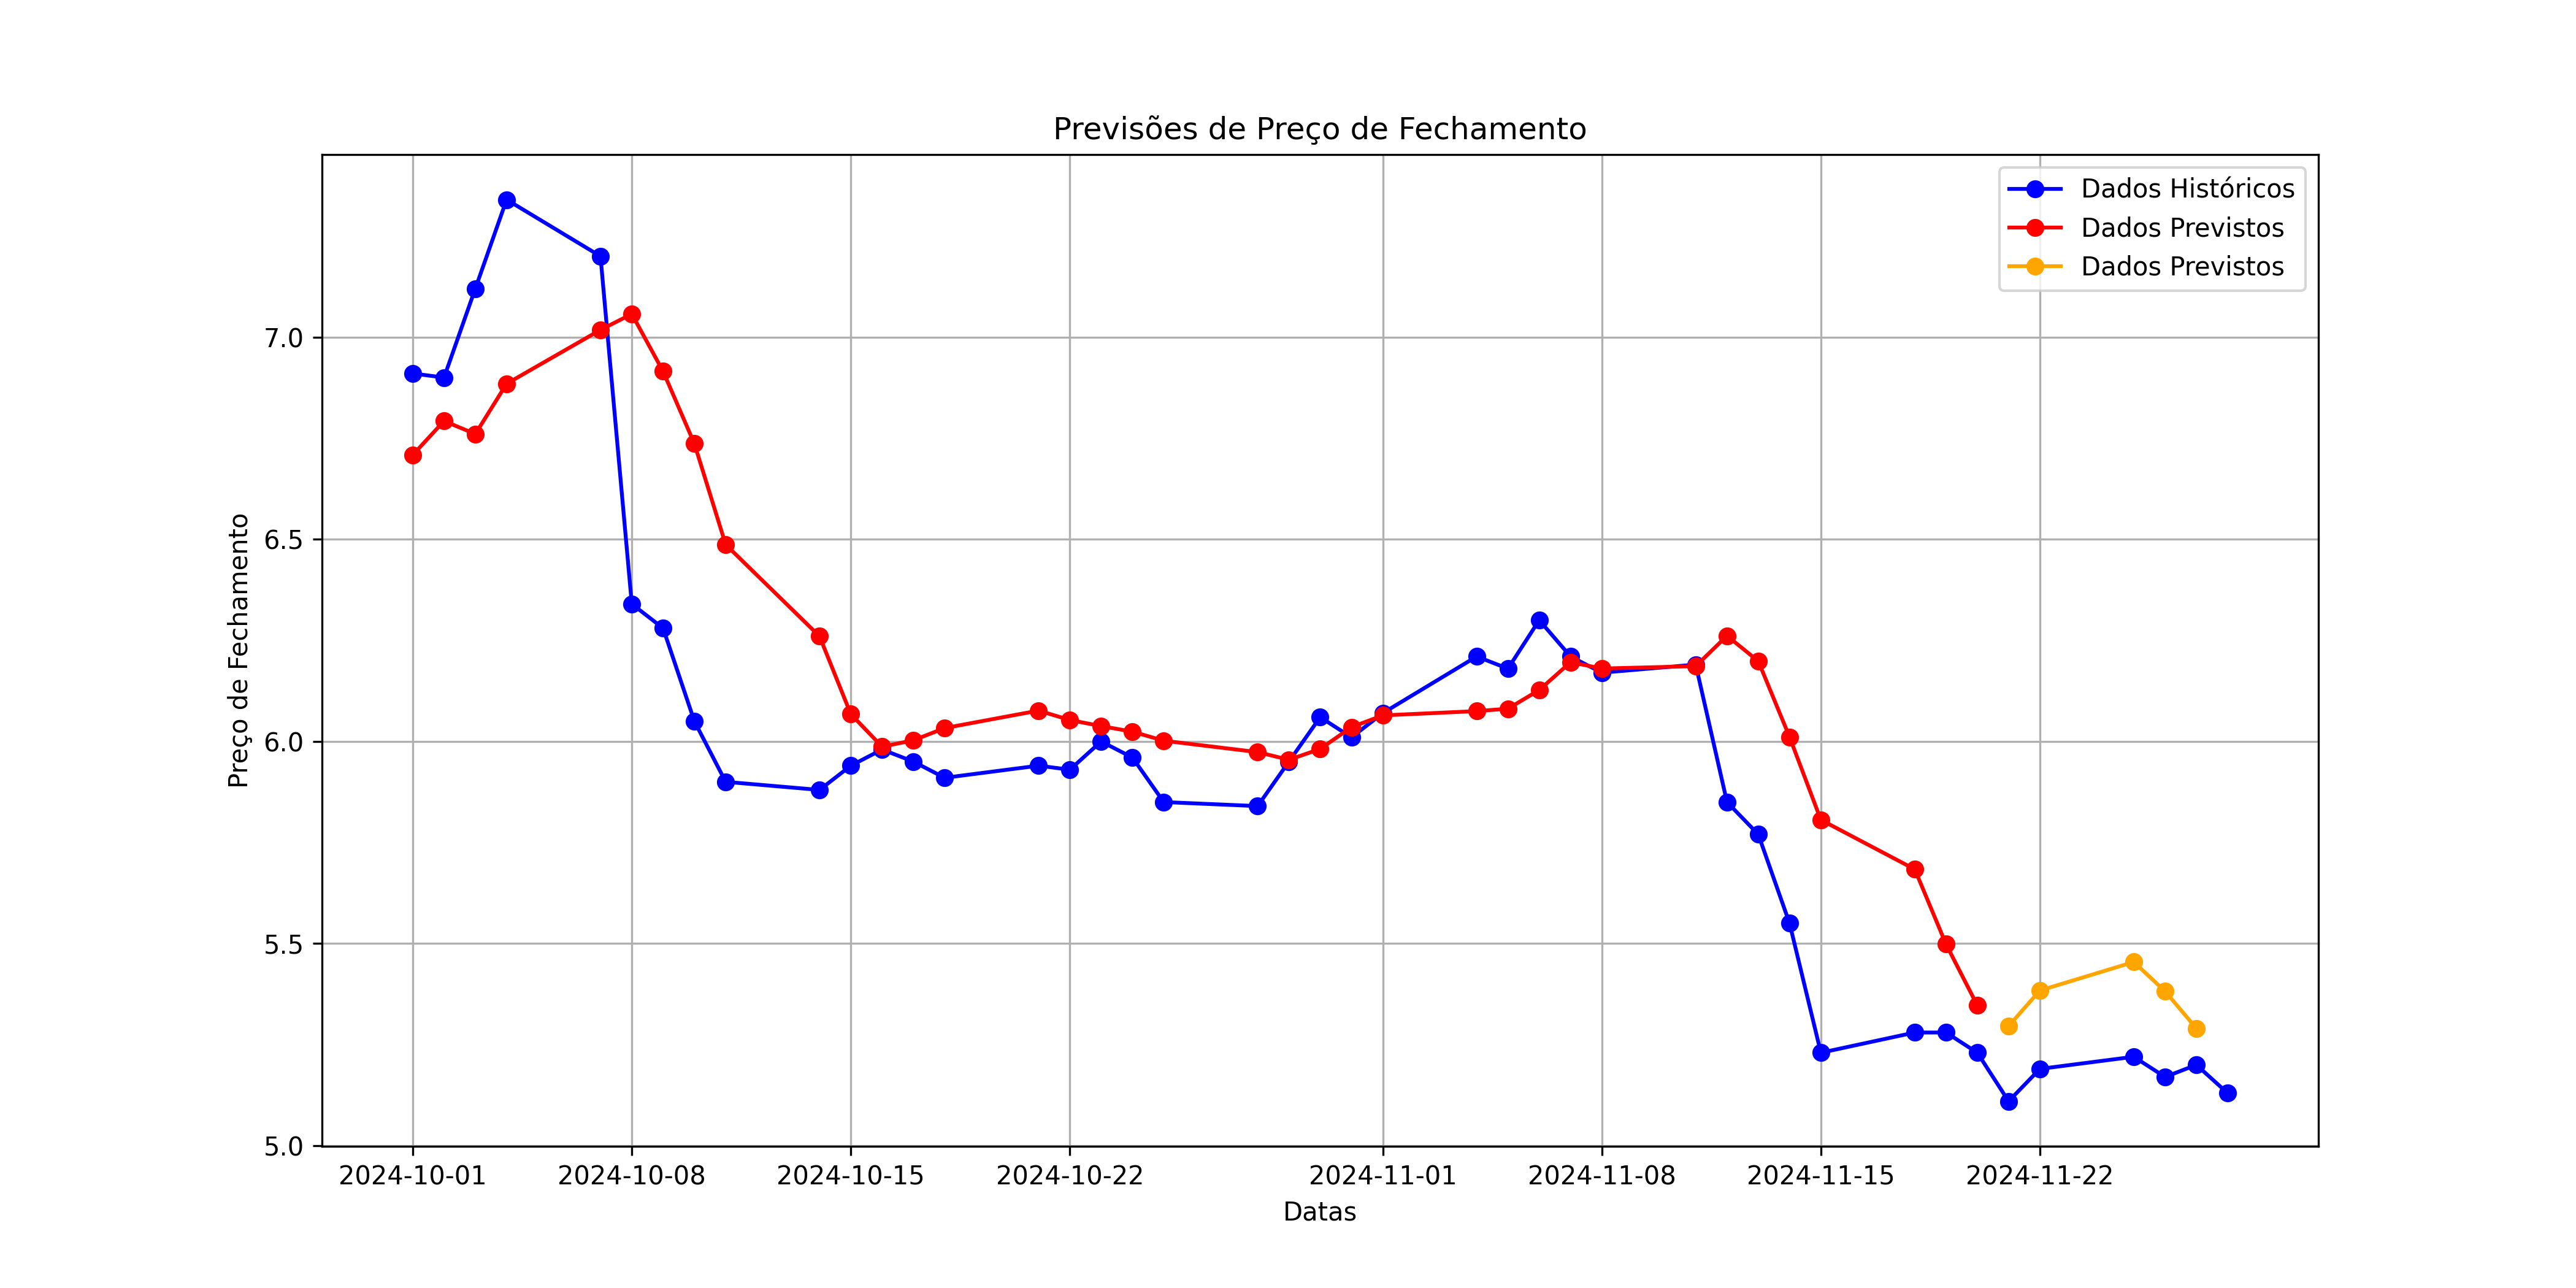 Previsões de Preço de Fechamento
Dados Históricos
Dados Previstos
Dados Previstos
Preço de Fechamento
7.0
6.5
6.0
5.5
5.0
2024-10-01 2024-10-08 2024-10-15 2024-10-22 2024-11-01 2024-11-08 2024-11-15 2024-11-22
Datas